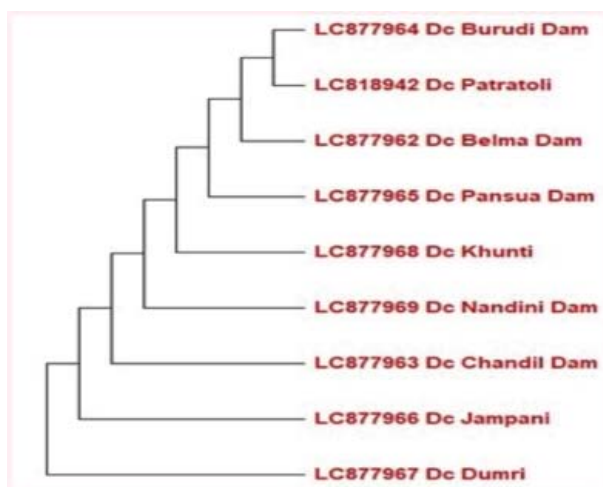 LC877964 Dc Burudi Dam
LC818942 Dc Patratoli
LC877962 Dc Belma Dam
LC877965 Dc Pansua Dam
LC877968 Dc Khunti
LC877969 Dc Nandini Dam
LC877963 Dc Chandil Dam
LC877966 Dc Jampani
LC877967 Dc Dumri